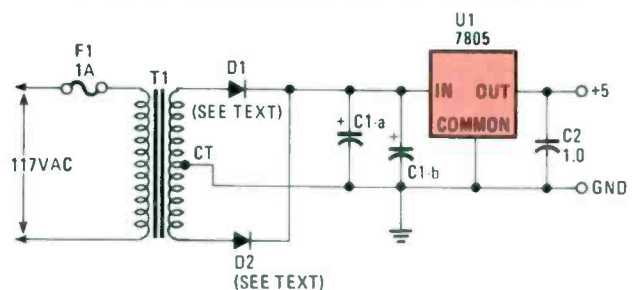 F1
1A
T1
D1
(SEE TEXT)
CT
117VAC
D2
(SEE TEXT)
+ C1-a
+
C1-b
U1
7805
IN OUT
COMMON
C2
1.0
+5
GND